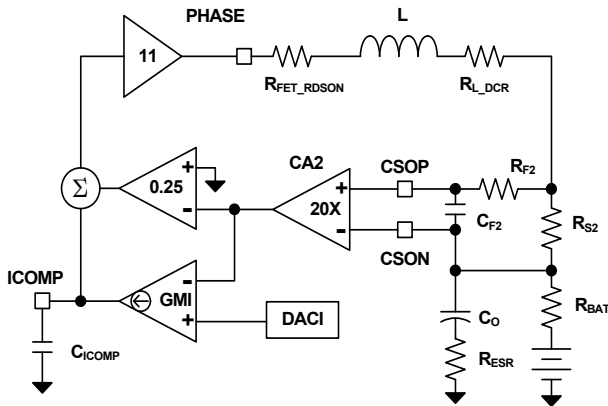 PHASE
L
11
R_FET_RDSON
R_L_DCR
Σ
0.25
+
-
CA2
20X
+
-
CSOP
CSON
R_F2
C_F2
R_S2
ICOMP
GMI
-
+
DACI
C_ICOMP
C_O
R_ESR
R_BAT